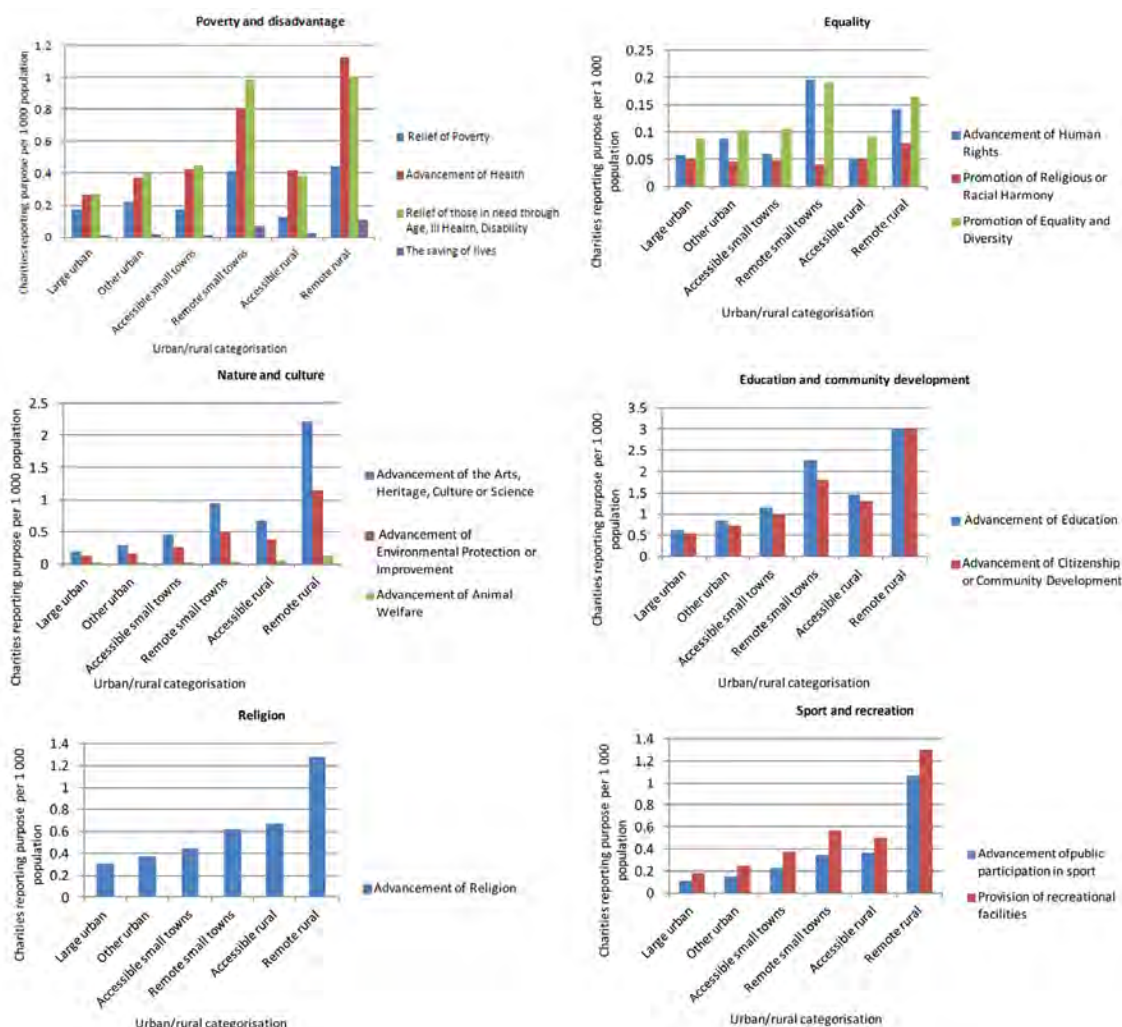 Poverty and disadvantage
Charities reporting purpose per 1 000 population
1.2
1
0.8
0.6
0.4
0.2
0
Large urban
Other urban
Accessible small towns
Remote small towns
Accessible rural
Remote rural
Urban/rural categorisation
Relief of Poverty
Advancement of Health
Relief of those in need through
Age, Ill Health, Disability
The saving of lives
Equality
Charities reporting purpose per 1 000
population
0.25
0.2
0.15
0.1
0.05
0
Large urban
Other urban
Accessible small towns
Remote small towns
Accessible rural
Remote rural
Urban/rural categorisation
Advancement of Human
Rights
Promotion of Religious or
Racial Harmony
Promotion of Equality and
Diversity
Nature and culture
Charities reporting purpose per 1 000 population
2.5
2
1.5
1
0.5
0
Large urban
Other urban
Accessible small towns
Remote small towns
Accessible rural
Remote rural
Urban/rural categorisation
Advancement of the Arts,
Heritage, Culture or Science
Advancement of
Environmental Protection or
Improvement
Advancement of Animal
Welfare
Education and community development
Charities reporting purpose per 1 000
population
3.5
3
2.5
2
1.5
1
0.5
0
Large urban
Other urban
Accessible small towns
Remote small towns
Accessible rural
Remote rural
Urban/rural categorisation
Advancement of Education
Advancement of Citizenship
or Community Development
Religion
Charities reporting purpose per 1 000
population
1.4
1.2
1
0.8
0.6
0.4
0.2
0
Large urban
Other urban
Accessible small towns
Remote small towns
Accessible rural
Remote rural
Urban/rural categorisation
Advancement of Religion
Sport and recreation
Charities reporting purpose per 1 000
population
1.4
1.2
1
0.8
0.6
0.4
0.2
0
Large urban
Other urban
Accessible small towns
Remote small towns
Accessible rural
Remote rural
Urban/rural categorisation
Advancement of public
participation in sport
Provision of recreational
facilities